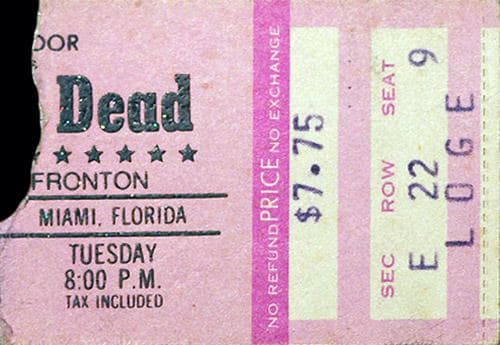 OOR
Dead
★ ★ ★ ★ ★
FRONTON
MIAMI, FLORIDA
TUESDAY
8:00 P.M.
TAX INCLUDED
NO REFUND PRICE NO EXCHANGE
$7.75
SEC ROW SEAT
E 22 9
LOGE